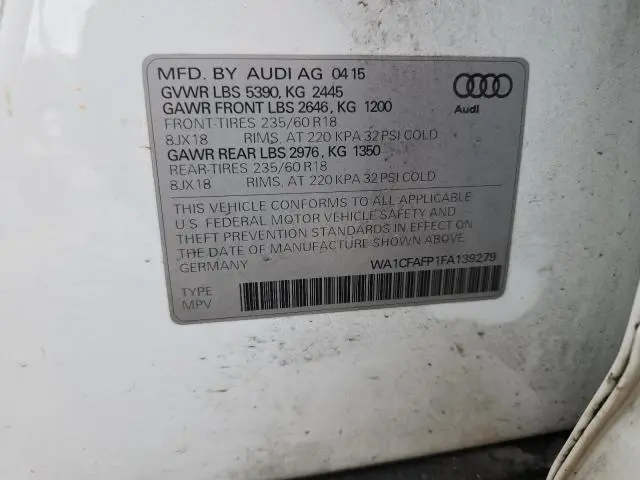 MFD. BY AUDI AG 04 15
GVWR LBS 5390, KG 2445
GAWR FRONT LBS 2646, KG 1200
FRONT-TIRES 235/60 R18
8JX18 RIMS, AT 220 KPA 32 PSI COLD
GAWR REAR LBS 2976, KG 1350
REAR-TIRES 235/60 R18
8JX18 RIMS, AT 220 KPA 32 PSI COLD
Audi
THIS VEHICLE CONFORMS TO ALL APPLICABLE
U.S. FEDERAL MOTOR VEHICLE SAFETY AND
THEFT PREVENTION STANDARDS IN EFFECT ON
THE DATE OF MANUFACTURE SHOWN ABOVE
GERMANY
WA1CFAFP1FA139279
TYPE
MPV